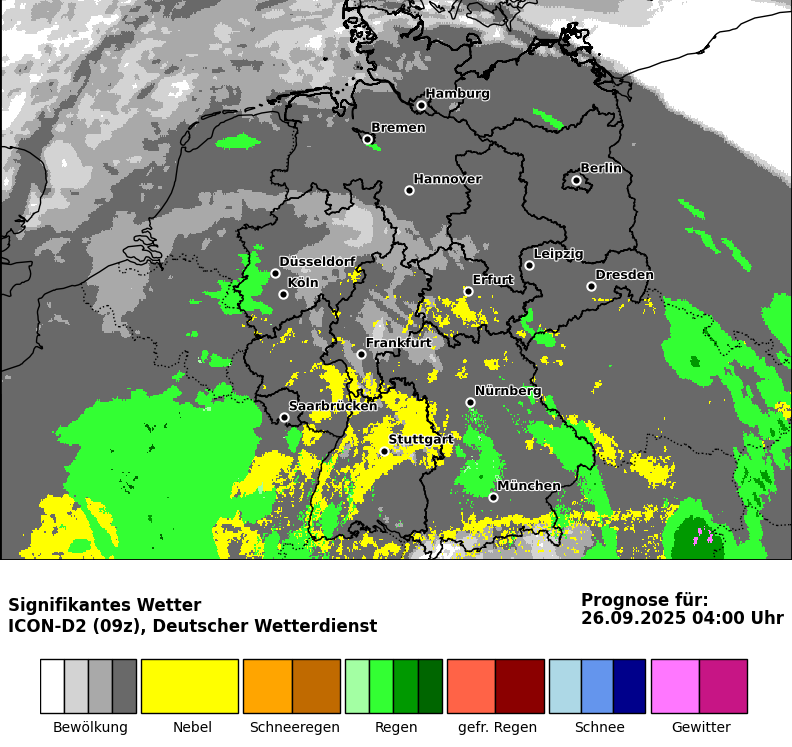 Hamburg
Bremen
Berlin
Hannover
Düsseldorf
Leipzig
Köln
Erfurt
Dresden
Frankfurt
Saarbrücken
Nürnberg
Stuttgart
München
Signifikantes Wetter
ICON-D2 (09z), Deutscher Wetterdienst
Prognose für:
26.09.2025 04:00 Uhr
Bewölkung
Nebel
Schneeregen
Regen
gefr. Regen
Schnee
Gewitter